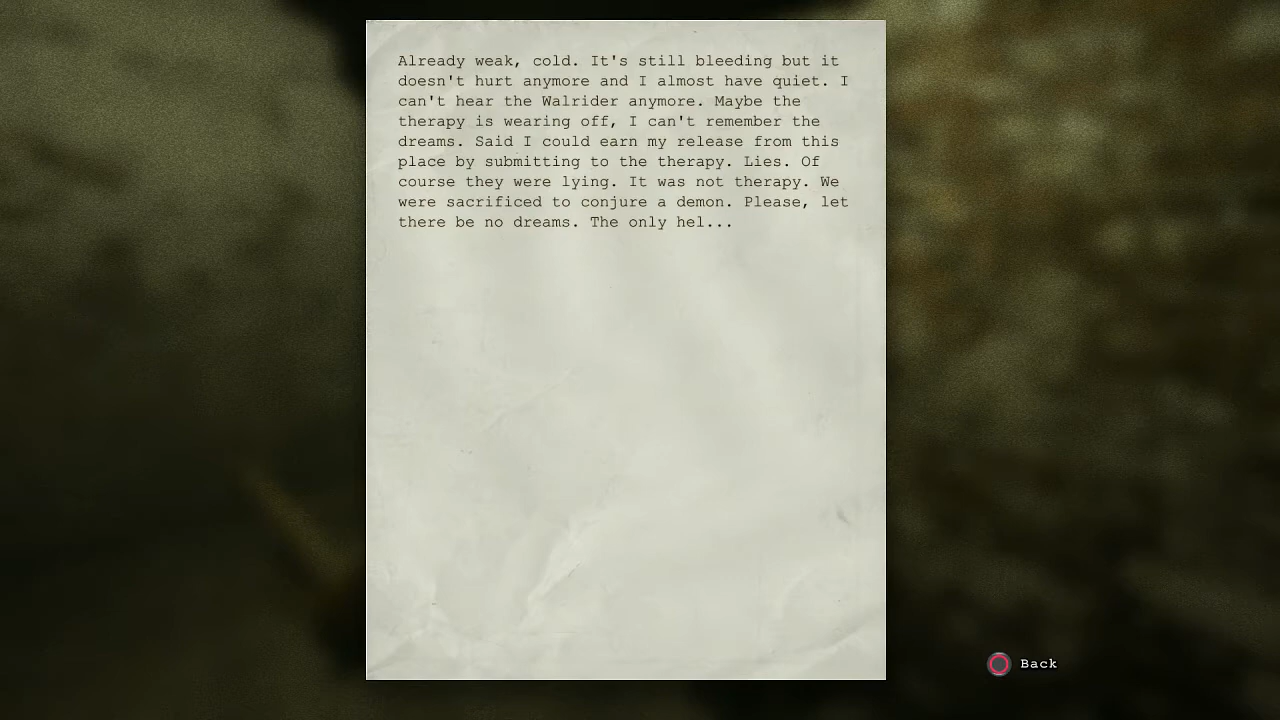 Already weak, cold. It's still bleeding but it
doesn't hurt anymore and I almost have quiet. I
can't hear the Walrider anymore. Maybe the
therapy is wearing off, I can't remember the
dreams. Said I could earn my release from this
place by submitting to the therapy. Lies. Of
course they were lying. It was not therapy. We
were sacrificed to conjure a demon. Please, let
there be no dreams. The only hel...
Back